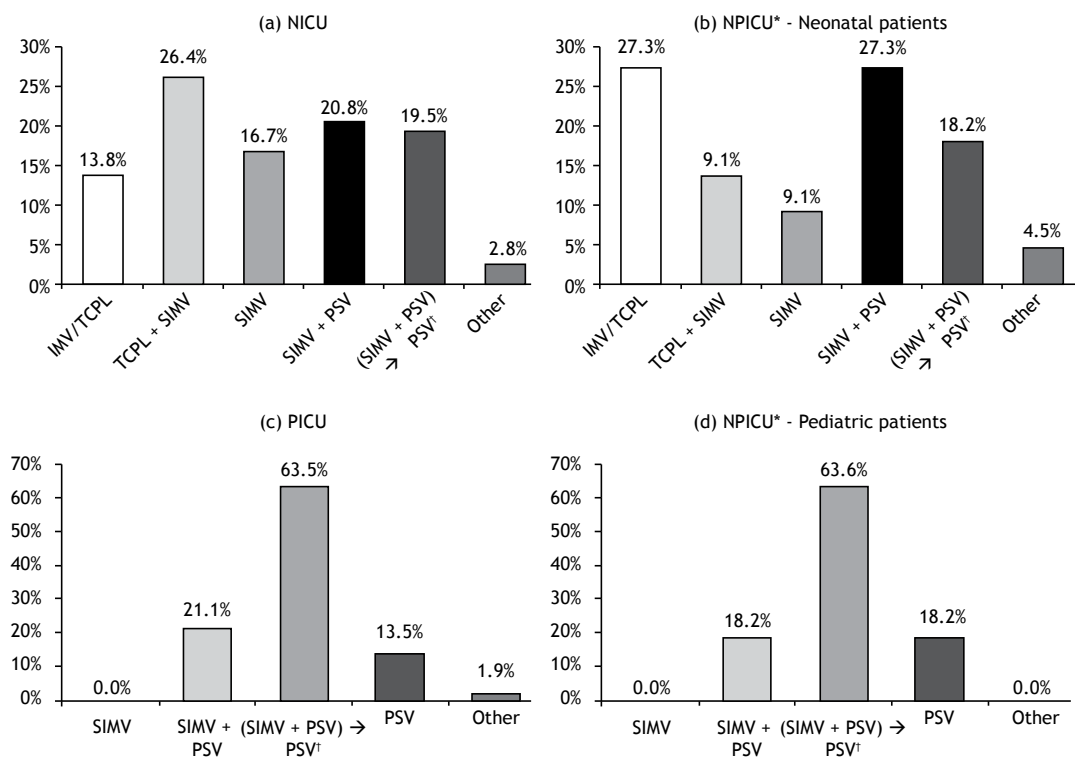 (a) NICU
30%
25%
20%
15%
10%
5%
0%
13.8%
26.4%
16.7%
20.8%
19.5%
2.8%
IMV/TCPL
TCPL + SIMV
SIMV
SIMV + PSV
(SIMV + PSV)
→ PSV†
Other
(b) NPICU* - Neonatal patients
30%
25%
20%
15%
10%
5%
0%
27.3%
9.1%
9.1%
27.3%
18.2%
4.5%
IMV/TCPL
TCPL + SIMV
SIMV
SIMV + PSV
(SIMV + PSV)
→ PSV†
Other
(c) PICU
70%
60%
50%
40%
30%
20%
10%
0%
0.0%
21.1%
63.5%
13.5%
1.9%
SIMV
SIMV +
PSV
(SIMV + PSV) →
PSV†
PSV
Other
(d) NPICU* - Pediatric patients
70%
60%
50%
40%
30%
20%
10%
0%
0.0%
18.2%
63.6%
18.2%
0.0%
SIMV
SIMV +
PSV
(SIMV + PSV) →
PSV†
PSV
Other